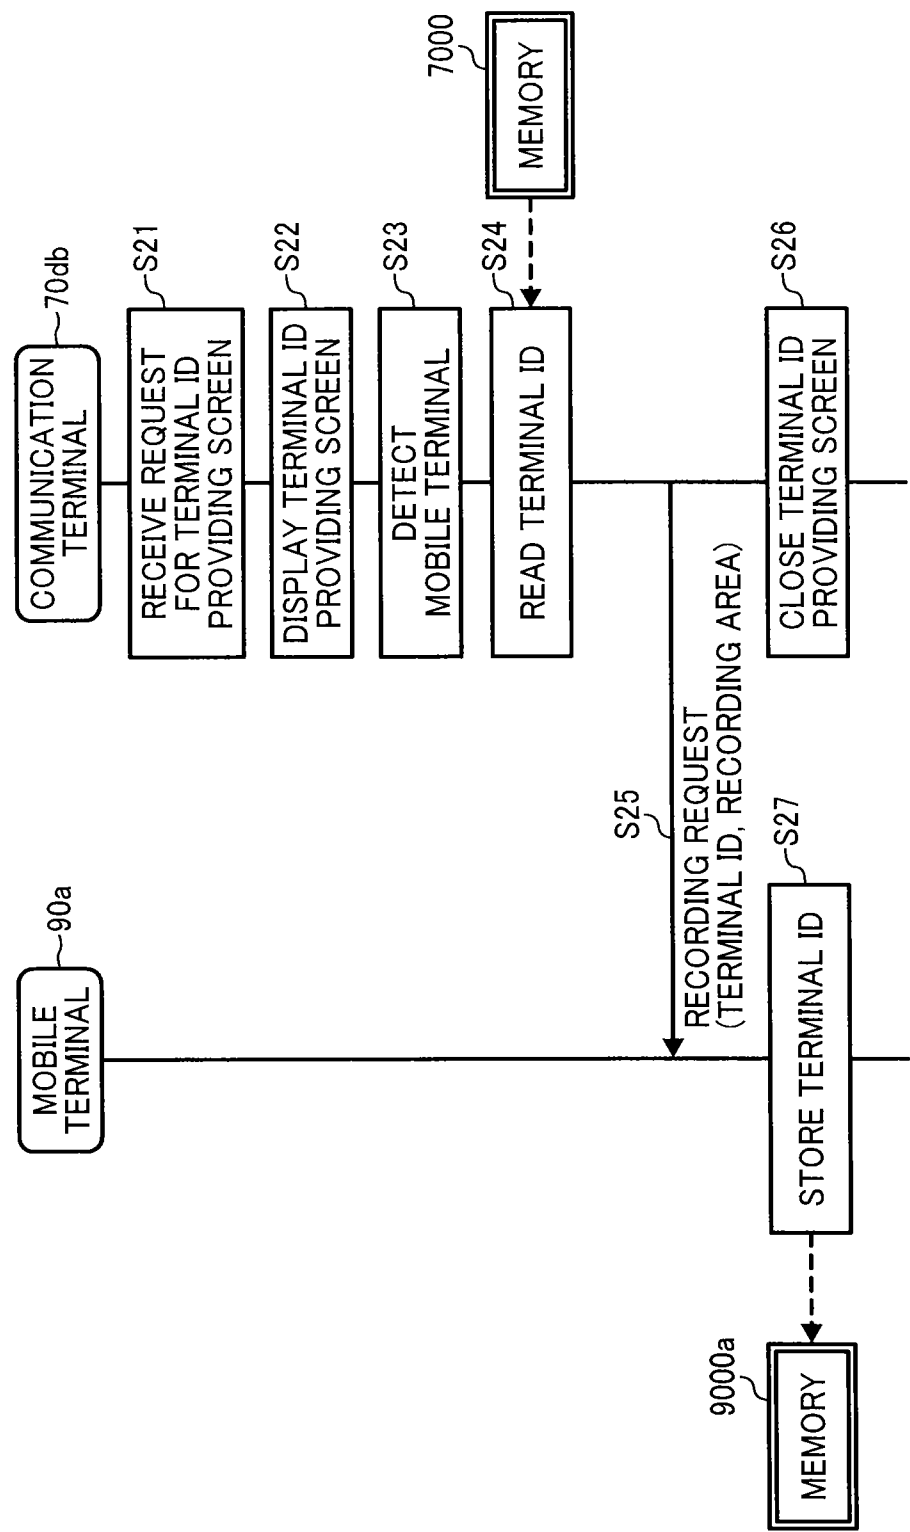 MOBILE
TERMINAL
90a
COMMUNICATION
TERMINAL
70db
RECEIVE REQUEST
FOR TERMINAL ID
PROVIDING SCREEN
S21
DISPLAY TERMINAL ID
PROVIDING SCREEN
S22
DETECT
MOBILE TERMINAL
S23
READ TERMINAL ID
S24
MEMORY
7000
S25
RECORDING REQUEST
(TERMINAL ID, RECORDING AREA)
CLOSE TERMINAL ID
PROVIDING SCREEN
S26
STORE TERMINAL ID
S27
MEMORY
9000a